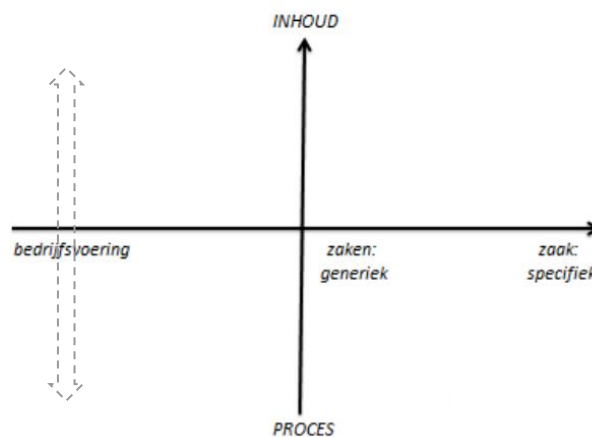 INHOUD
bedrijfsvoering
zaken:
generiek
zaak:
specifiek
PROCES